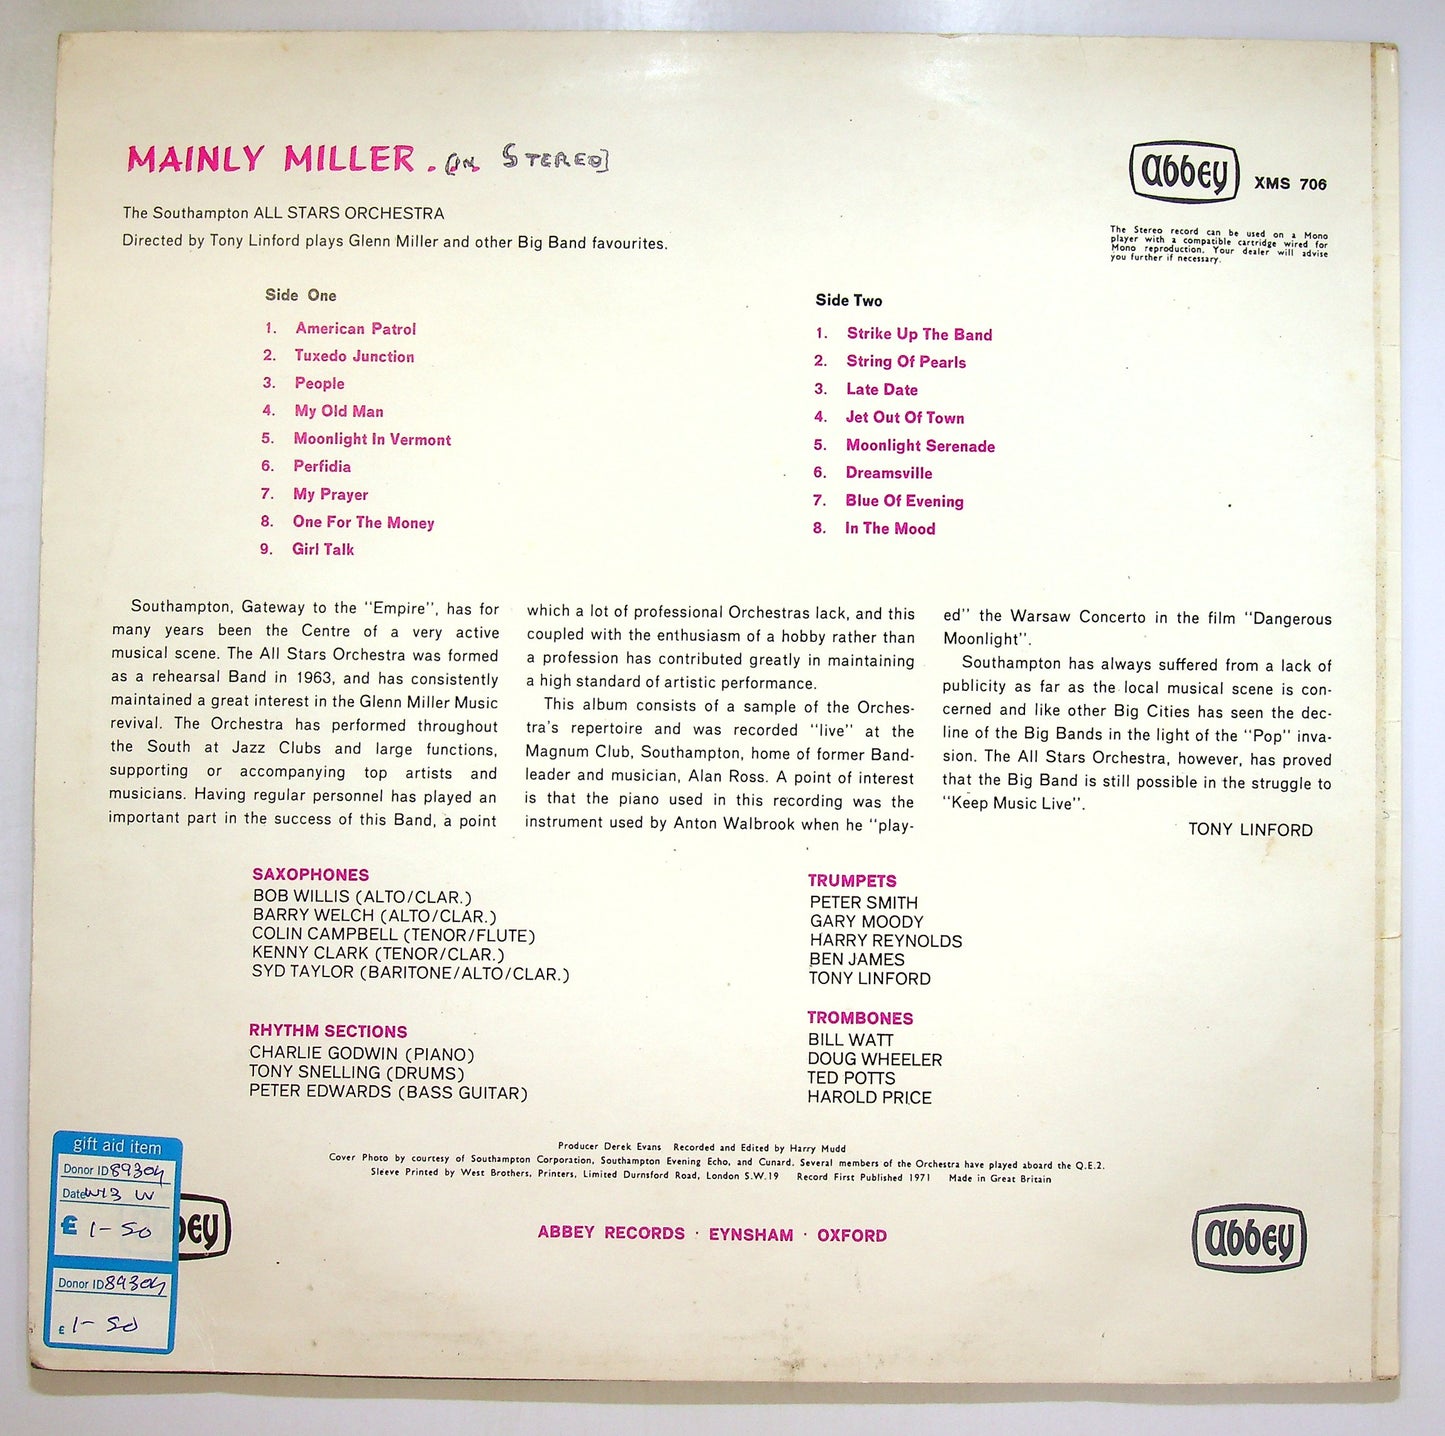 MAINLY MILLER. (IN STEREO]
abbey XMS 706
The Southampton ALL STARS ORCHESTRA
Directed by Tony Linford plays Glenn Miller and other Big Band favourites.
The Stereo record can be used on a Mono
player with a compatible cartridge wired for
Mono reproduction. Your dealer will advise
you further if necessary.
Side One
1. American Patrol
2. Tuxedo Junction
3. People
4. My Old Man
5. Moonlight In Vermont
6. Perfidia
7. My Prayer
8. One For The Money
9. Girl Talk
Side Two
1. Strike Up The Band
2. String Of Pearls
3. Late Date
4. Jet Out Of Town
5. Moonlight Serenade
6. Dreamsville
7. Blue Of Evening
8. In The Mood
Southampton, Gateway to the "Empire", has for
many years been the Centre of a very active
musical scene. The All Stars Orchestra was formed
as a rehearsal Band in 1963, and has consistently
maintained a great interest in the Glenn Miller Music
revival. The Orchestra has performed throughout
the South at Jazz Clubs and large functions,
supporting or accompanying top artists and
musicians. Having regular personnel has played an
important part in the success of this Band, a point
which a lot of professional Orchestras lack, and this
coupled with the enthusiasm of a hobby rather than
a profession has contributed greatly in maintaining
a high standard of artistic performance.
This album consists of a sample of the Orches-
tra's repertoire and was recorded "live" at the
Magnum Club, Southampton, home of former Band-
leader and musician, Alan Ross. A point of interest
is that the piano used in this recording was the
instrument used by Anton Walbrook when he "play-
ed" the Warsaw Concerto in the film "Dangerous
Moonlight".
Southampton has always suffered from a lack of
publicity as far as the local musical scene is con-
cerned and like other Big Cities has seen the dec-
line of the Big Bands in the light of the "Pop" inva-
sion. The All Stars Orchestra, however, has proved
that the Big Band is still possible in the struggle to
"Keep Music Live".
TONY LINFORD
SAXOPHONES
BOB WILLIS (ALTO/CLAR.)
BARRY WELCH (ALTO/CLAR.)
COLIN CAMPBELL (TENOR/FLUTE)
KENNY CLARK (TENOR/CLAR.)
SYD TAYLOR (BARITONE/ALTO/CLAR.)
RHYTHM SECTIONS
CHARLIE GODWIN (PIANO)
TONY SNELLING (DRUMS)
PETER EDWARDS (BASS GUITAR)
TRUMPETS
PETER SMITH
GARY MOODY
HARRY REYNOLDS
BEN JAMES
TONY LINFORD
TROMBONES
BILL WATT
DOUG WHEELER
TED POTTS
HAROLD PRICE
Producer Derek Evans Recorded and Edited by Harry Mudd
Cover Photo by courtesy of Southampton Corporation, Southampton Evening Echo, and Cunard. Several members of the Orchestra have played aboard the Q.E.2.
Sleeve Printed by West Brothers, Printers, Limited Durnsford Road, London S.W.19 Record First Published 1971 Made in Great Britain
ABBEY RECORDS · EYNSHAM · OXFORD
gift aid item
Donor ID 89304
Date
£ 1-50
Donor ID 89304
£ 1-50
bey
abbey